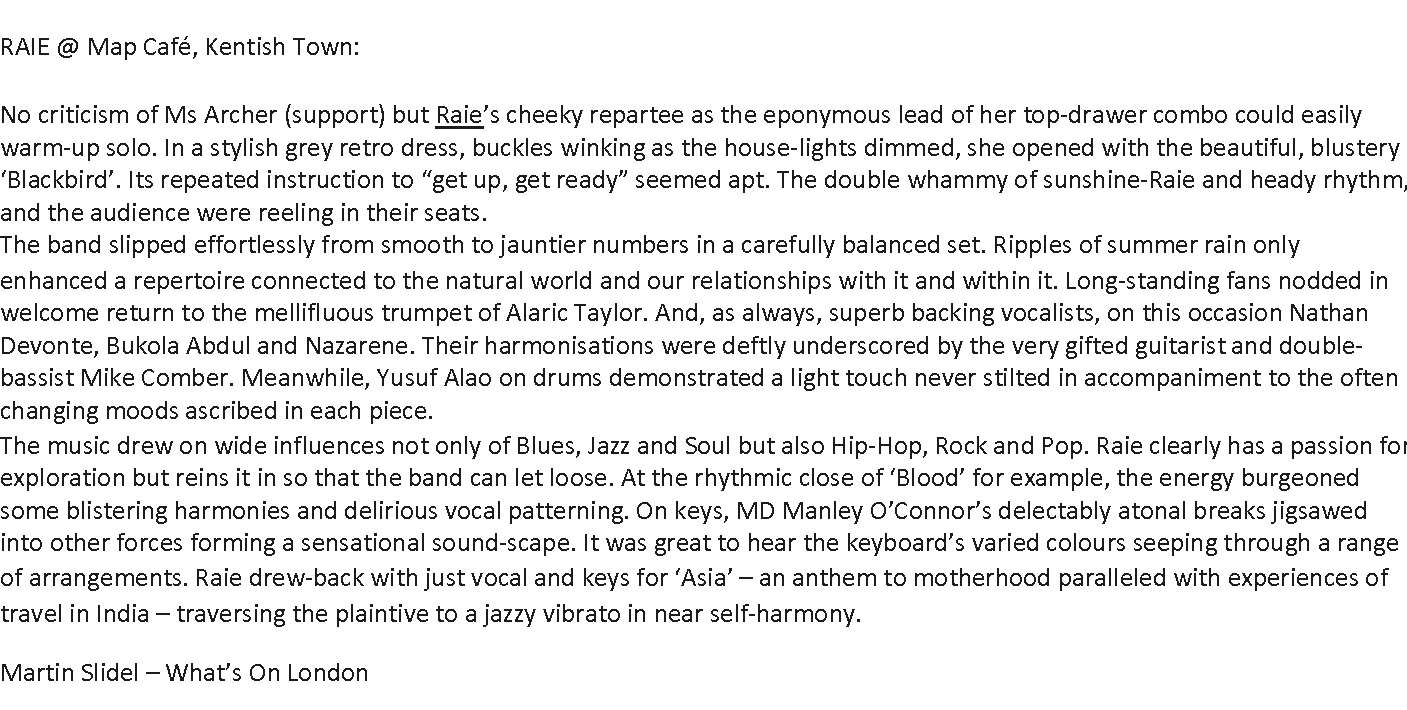 RAIE @ Map Café, Kentish Town:
No criticism of Ms Archer (support) but Raie’s cheeky repartee as the eponymous lead of her top-drawer combo could easily
warm-up solo. In a stylish grey retro dress, buckles winking as the house-lights dimmed, she opened with the beautiful, blustery
‘Blackbird’. Its repeated instruction to “get up, get ready” seemed apt. The double whammy of sunshine-Raie and heady rhythm,
and the audience were reeling in their seats.
The band slipped effortlessly from smooth to jauntier numbers in a carefully balanced set. Ripples of summer rain only
enhanced a repertoire connected to the natural world and our relationships with it and within it. Long-standing fans nodded in
welcome return to the mellifluous trumpet of Alaric Taylor. And, as always, superb backing vocalists, on this occasion Nathan
Devonte, Bukola Abdul and Nazarene. Their harmonisations were deftly underscored by the very gifted guitarist and double-
bassist Mike Comber. Meanwhile, Yusuf Alao on drums demonstrated a light touch never stilted in accompaniment to the often
changing moods ascribed in each piece.
The music drew on wide influences not only of Blues, Jazz and Soul but also Hip-Hop, Rock and Pop. Raie clearly has a passion for
exploration but reins it in so that the band can let loose. At the rhythmic close of ‘Blood’ for example, the energy burgeoned
some blistering harmonies and delirious vocal patterning. On keys, MD Manley O’Connor’s delectably atonal breaks jigsawed
into other forces forming a sensational sound-scape. It was great to hear the keyboard’s varied colours seeping through a range
of arrangements. Raie drew-back with just vocal and keys for ‘Asia’ – an anthem to motherhood paralleled with experiences of
travel in India – traversing the plaintive to a jazzy vibrato in near self-harmony.
Martin Slidel – What’s On London